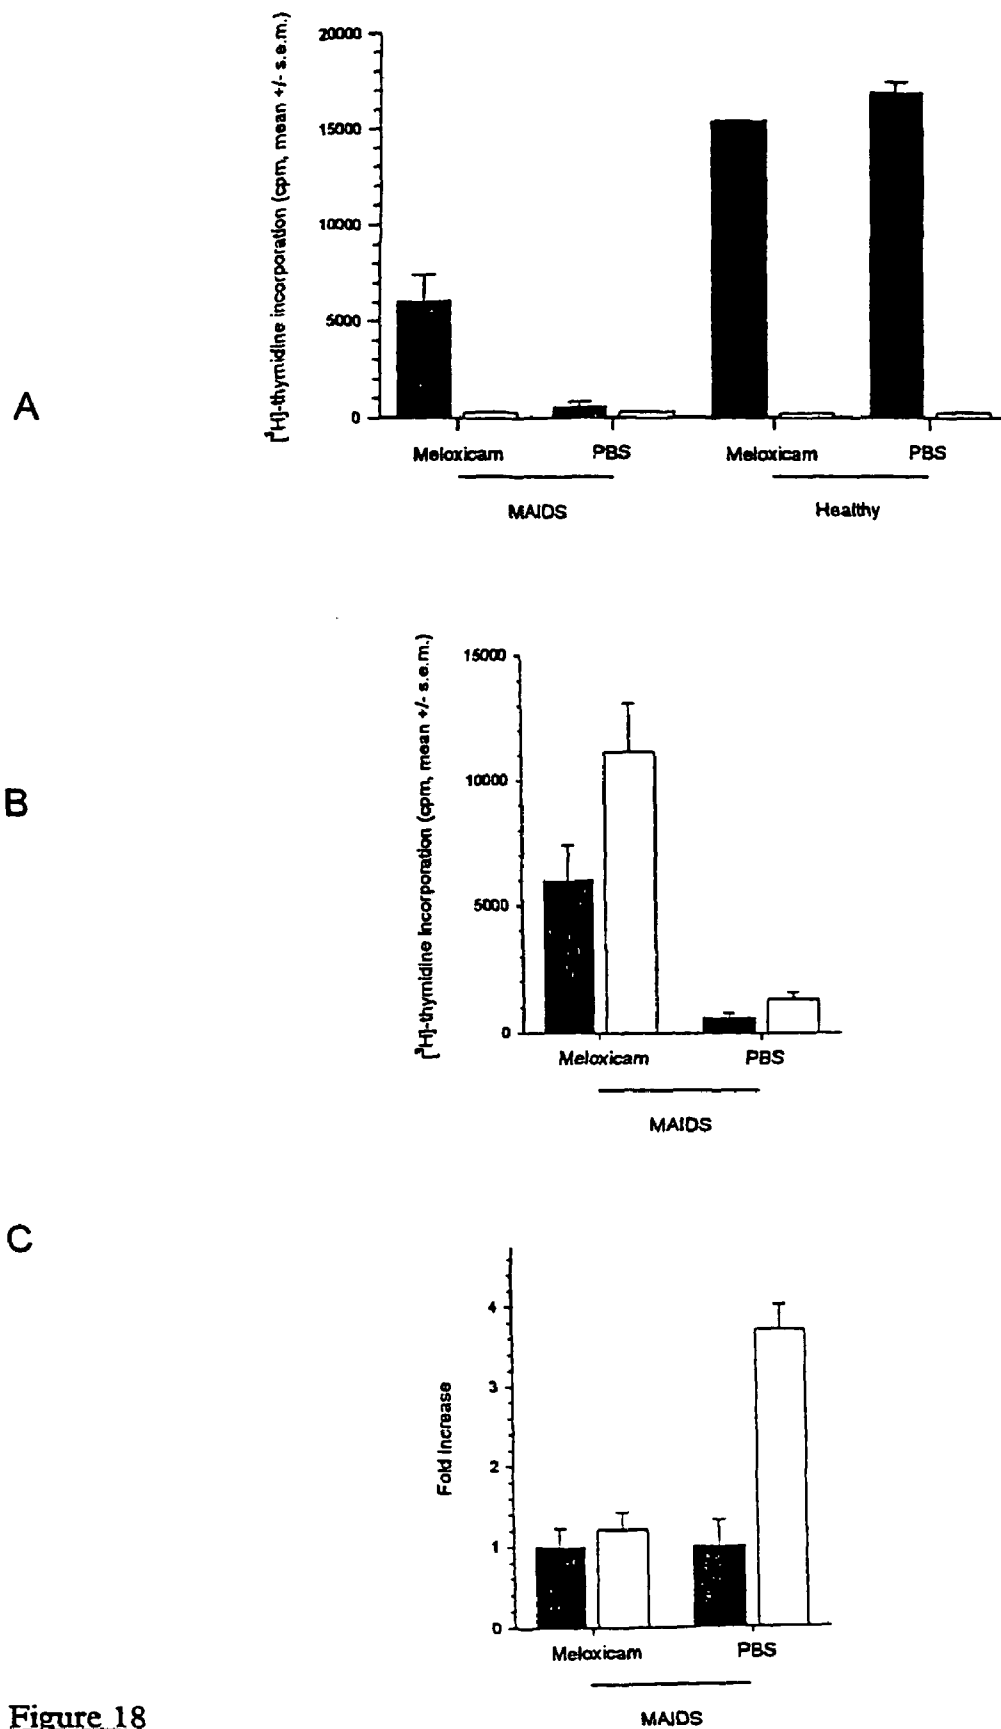 A
[³H]-thymidine incorporation (cpm, mean +/- s.e.m.)
20000
15000
10000
5000
0
Meloxicam PBS Meloxicam PBS
MAIDS Healthy
B
[³H]-thymidine incorporation (cpm, mean +/- s.e.m.)
15000
10000
5000
0
Meloxicam PBS
MAIDS
C
Fold increase
4
3
2
1
0
Meloxicam PBS
MAIDS
Figure 18